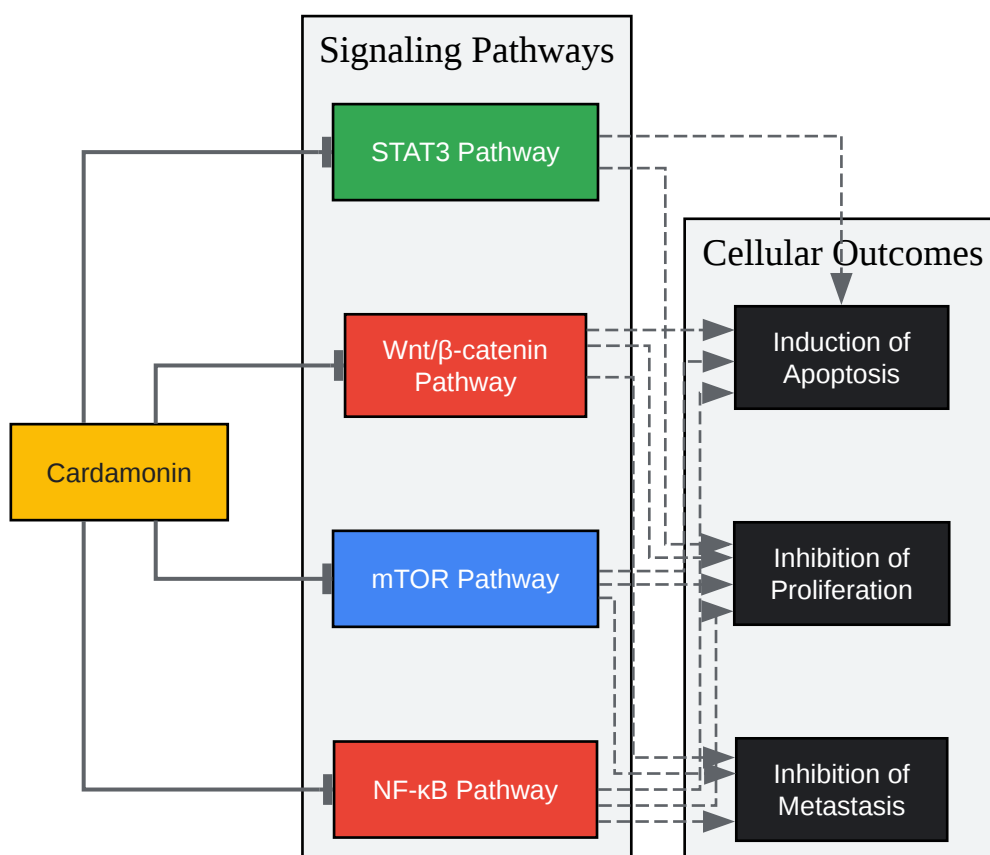 Signaling Pathways
STAT3 Pathway
Cellular Outcomes
Wnt/β-catenin
Pathway
Induction of
Apoptosis
Cardamonin
mTOR Pathway
Inhibition of
Proliferation
NF-κB Pathway
Inhibition of
Metastasis